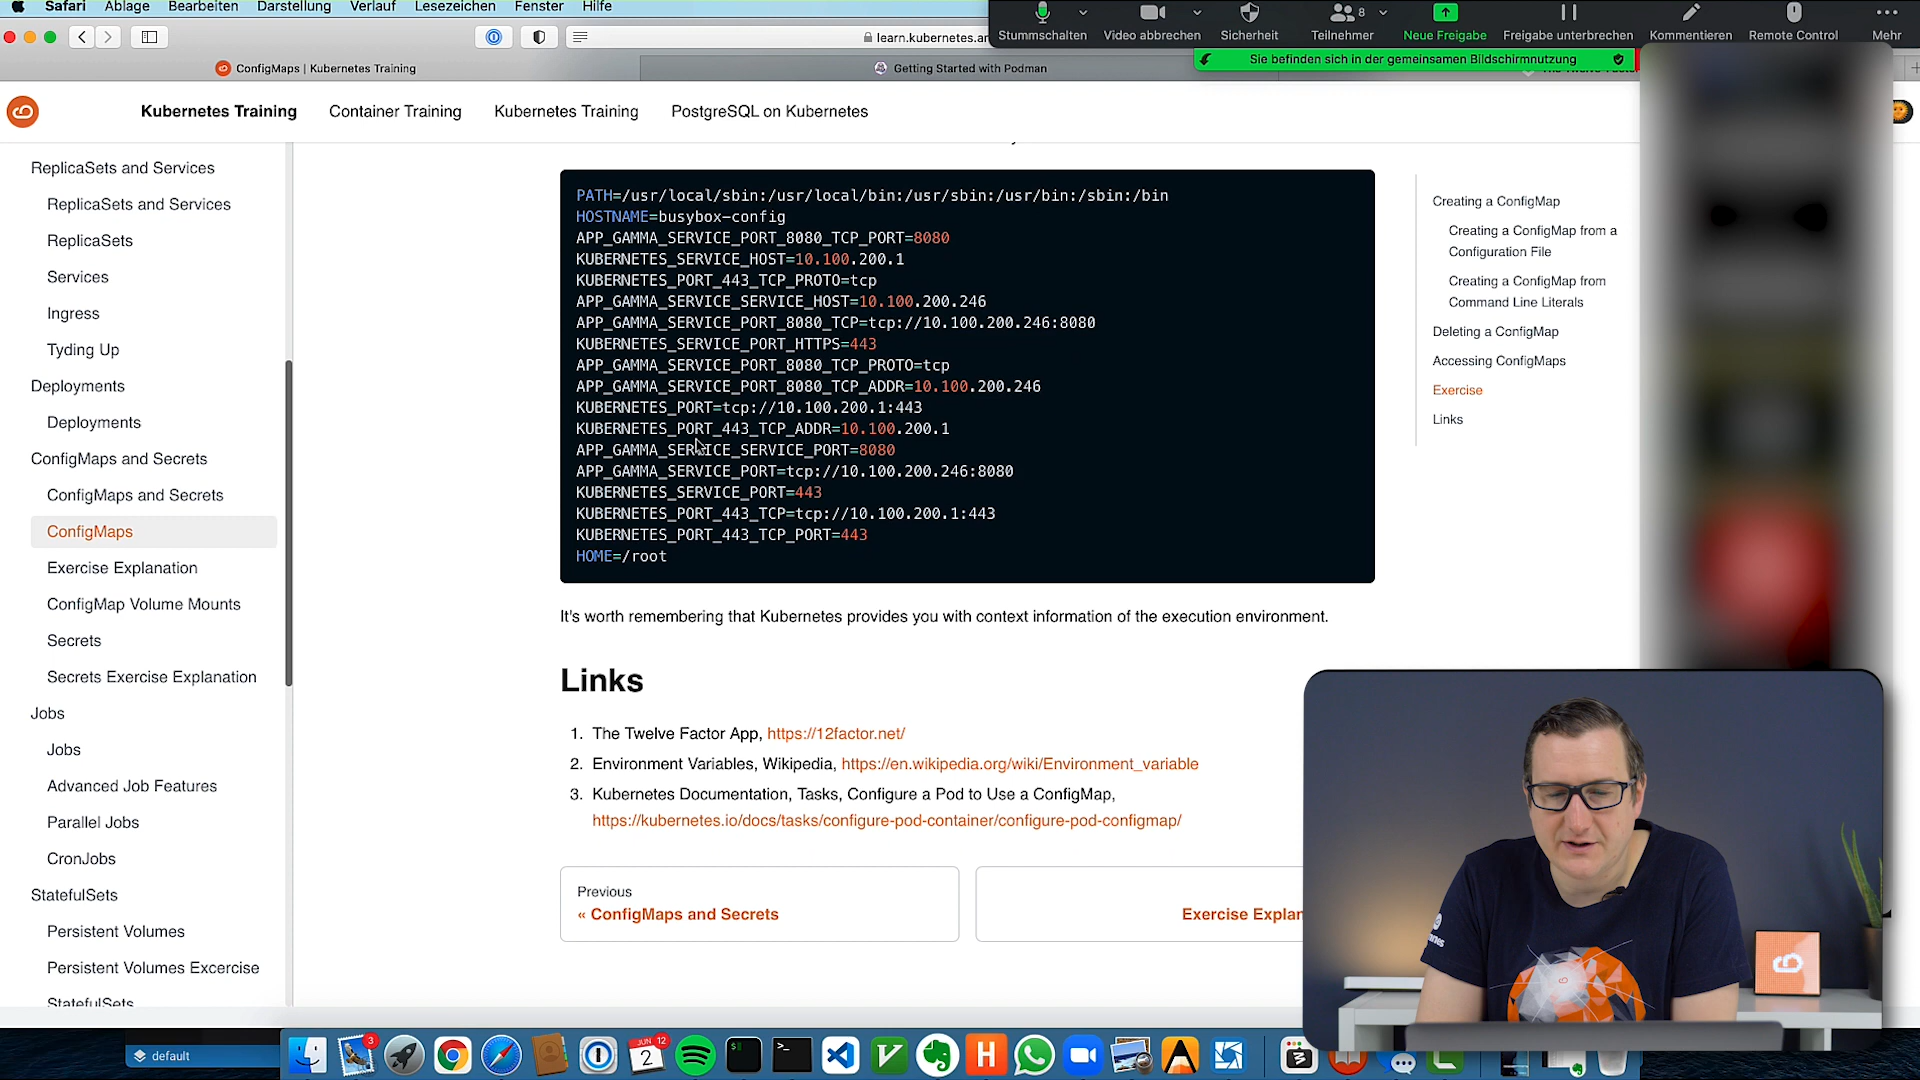 Safari Ablage Bearbeiten Darstellung Verlauf Lesezeichen Fenster Hilfe
8
Stummschalten Video abbrechen Sicherheit Teilnehmer Neue Freigabe Freigabe unterbrechen Kommentieren Remote Control Mehr
learn.kubernetes.an
Sie befinden sich in der gemeinsamen Bildschirmnutzung
ConfigMaps | Kubernetes Training
Getting Started with Podman
Kubernetes Training Container Training Kubernetes Training PostgreSQL on Kubernetes
ReplicaSets and Services
ReplicaSets and Services
ReplicaSets
Services
Ingress
Tyding Up
Deployments
Deployments
ConfigMaps and Secrets
ConfigMaps and Secrets
ConfigMaps
Exercise Explanation
ConfigMap Volume Mounts
Secrets
Secrets Exercise Explanation
Jobs
Jobs
Advanced Job Features
Parallel Jobs
CronJobs
StatefulSets
Persistent Volumes
Persistent Volumes Excercise
StatefulSets
PATH=/usr/local/sbin:/usr/local/bin:/usr/sbin:/usr/bin:/sbin:/bin
HOSTNAME=busybox-config
APP_GAMMA_SERVICE_PORT_8080_TCP_PORT=8080
KUBERNETES_SERVICE_HOST=10.100.200.1
KUBERNETES_PORT_443_TCP_PROTO=tcp
APP_GAMMA_SERVICE_SERVICE_HOST=10.100.200.246
APP_GAMMA_SERVICE_PORT_8080_TCP=tcp://10.100.200.246:8080
KUBERNETES_SERVICE_PORT_HTTPS=443
APP_GAMMA_SERVICE_PORT_8080_TCP_PROTO=tcp
APP_GAMMA_SERVICE_PORT_8080_TCP_ADDR=10.100.200.246
KUBERNETES_PORT=tcp://10.100.200.1:443
KUBERNETES_PORT_443_TCP_ADDR=10.100.200.1
APP_GAMMA_SERVICE_SERVICE_PORT=8080
APP_GAMMA_SERVICE_PORT=tcp://10.100.200.246:8080
KUBERNETES_SERVICE_PORT=443
KUBERNETES_PORT_443_TCP=tcp://10.100.200.1:443
KUBERNETES_PORT_443_TCP_PORT=443
HOME=/root
It's worth remembering that Kubernetes provides you with context information of the execution environment.
Links
1. The Twelve Factor App, https://12factor.net/
2. Environment Variables, Wikipedia, https://en.wikipedia.org/wiki/Environment_variable
3. Kubernetes Documentation, Tasks, Configure a Pod to Use a ConfigMap,
https://kubernetes.io/docs/tasks/configure-pod-container/configure-pod-configmap/
Previous
« ConfigMaps and Secrets
Exercise Explan
Creating a ConfigMap
Creating a ConfigMap from a
Configuration File
Creating a ConfigMap from
Command Line Literals
Deleting a ConfigMap
Accessing ConfigMaps
Exercise
Links
default
3
JUN 12
2